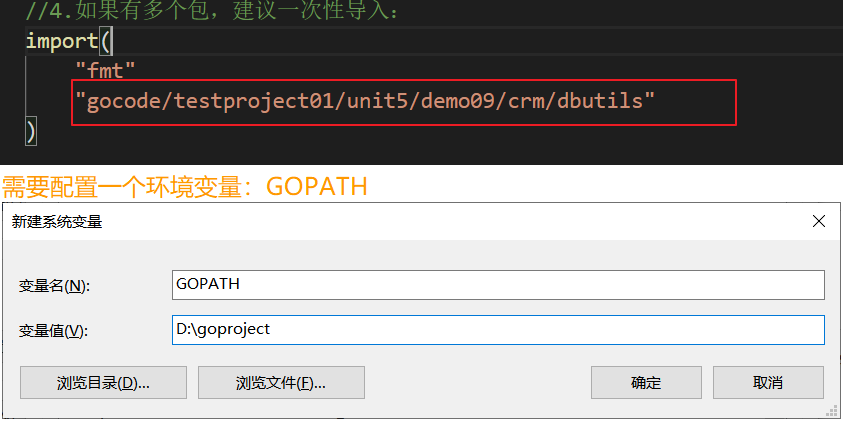 //4.如果有多个包，建议一次性导入：
import(
"fmt"
"gocode/testproject01/unit5/demo09/crm/dbutils"
)
需要配置一个环境变量：GOPATH
新建系统变量
变量名(N):
GOPATH
变量值(V):
D:\goproject
浏览目录(D)...
浏览文件(F)...
确定
取消